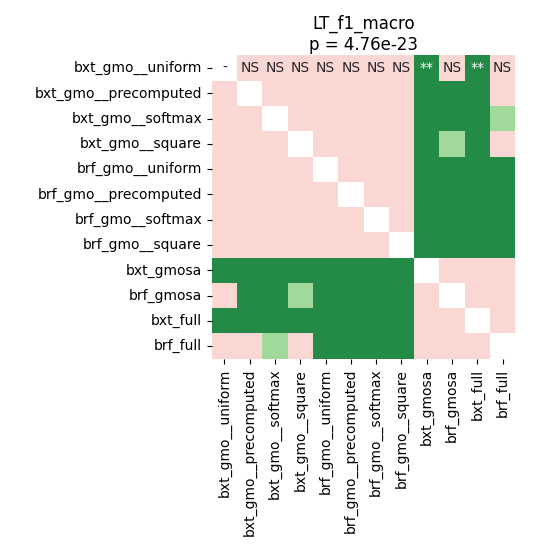 LT_f1_macro
p = 4.76e-23
bxt_gmo__uniform - NS NS NS NS NS NS NS ** NS ** NS
bxt_gmo__precomputed
bxt_gmo__softmax
bxt_gmo__square
brf_gmo__uniform
brf_gmo__precomputed
brf_gmo__softmax
brf_gmo__square
bxt_gmosa
brf_gmosa
bxt_full
brf_full
bxt_gmo__uniform
bxt_gmo__precomputed
bxt_gmo__softmax
bxt_gmo__square
brf_gmo__uniform
brf_gmo__precomputed
brf_gmo__softmax
brf_gmo__square
bxt_gmosa
brf_gmosa
bxt_full
brf_full